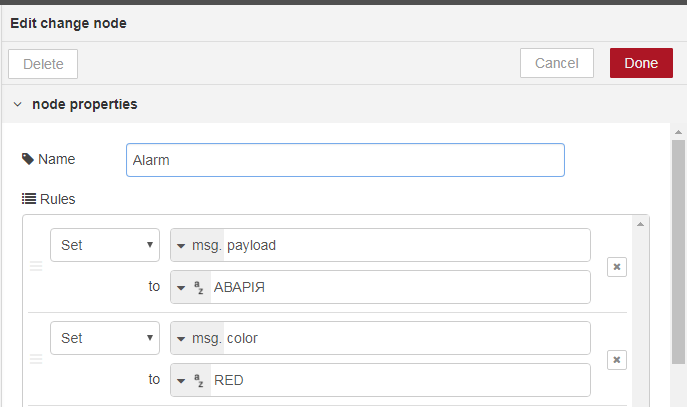 Edit change node
Delete
Cancel
Done
node properties
Name
Alarm
Rules
Set
msg. payload
to
АВАРІЯ
Set
msg. color
to
RED